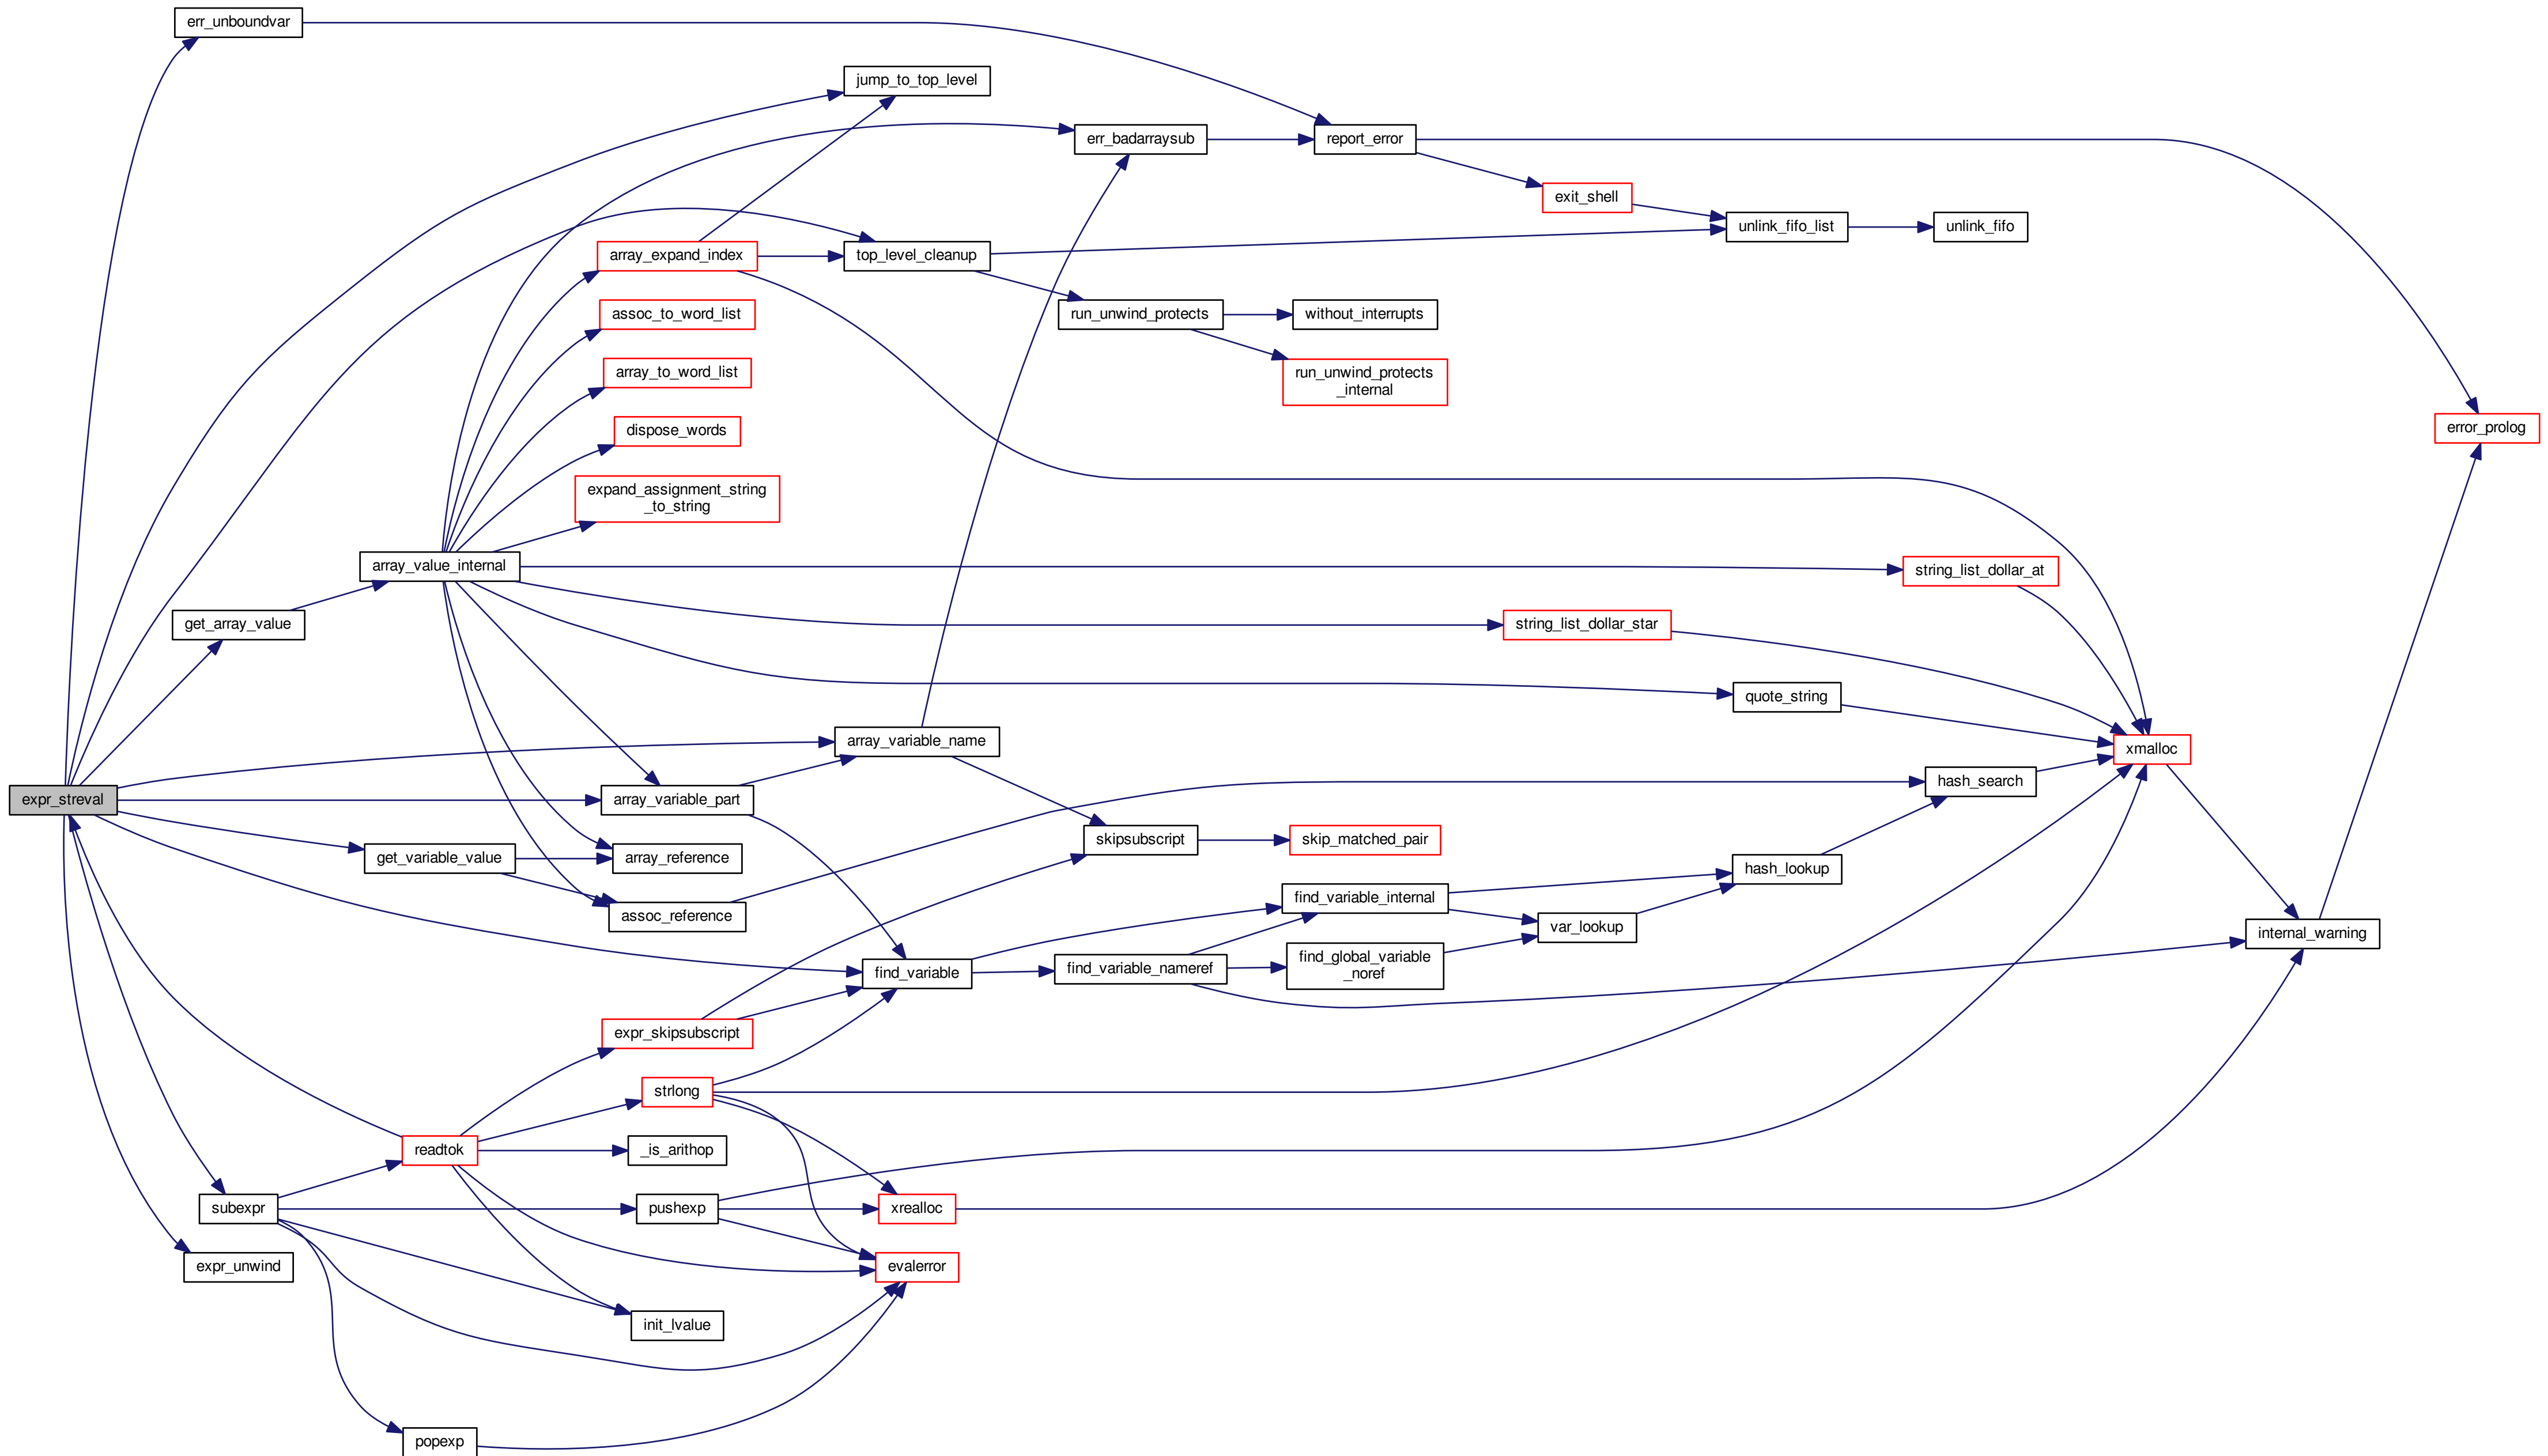 err_unboundvar
jump_to_top_level
err_badarraysub
report_error
exit_shell
unlink_fifo_list
unlink_fifo
array_expand_index
top_level_cleanup
assoc_to_word_list
run_unwind_protects
without_interrupts
array_to_word_list
run_unwind_protects
_internal
dispose_words
error_prolog
expand_assignment_string
_to_string
array_value_internal
string_list_dollar_at
get_array_value
string_list_dollar_star
quote_string
array_variable_name
xmalloc
hash_search
expr_streval
array_variable_part
skipsubscript
skip_matched_pair
get_variable_value
array_reference
hash_lookup
find_variable_internal
assoc_reference
var_lookup
internal_warning
find_variable
find_variable_nameref
find_global_variable
_noref
expr_skipsubscript
strlong
readtok
_is_arithop
subexpr
pushexp
xrealloc
expr_unwind
evalerror
init_lvalue
popexp